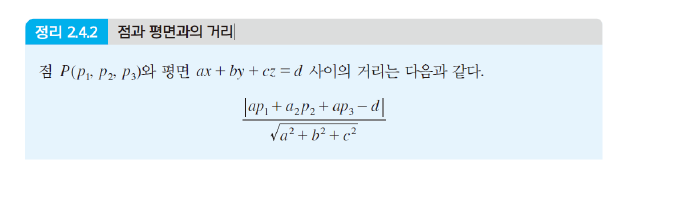 정리 2.4.2 점과 평면과의 거리
점 P(p₁, p₂, p₃)와 평면 ax + by + cz = d 사이의 거리는 다음과 같다.
|ap₁ + a₂p₂ + ap₃ − d|
√a² + b² + c²